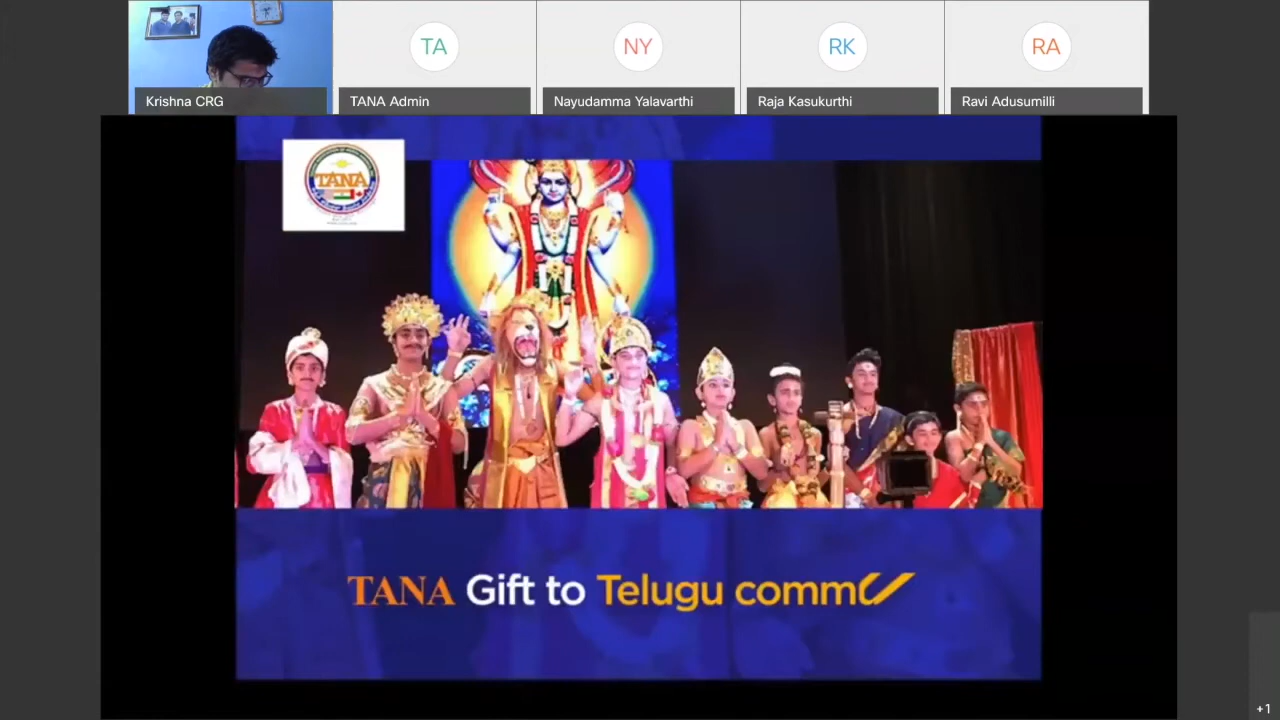 TA
NY
RK
RA
Krishna CRG
TANA Admin
Nayudamma Yalavarthi
Raja Kasukurthi
Ravi Adusumilli
TANA
TANA Gift to Telugu comm
+1